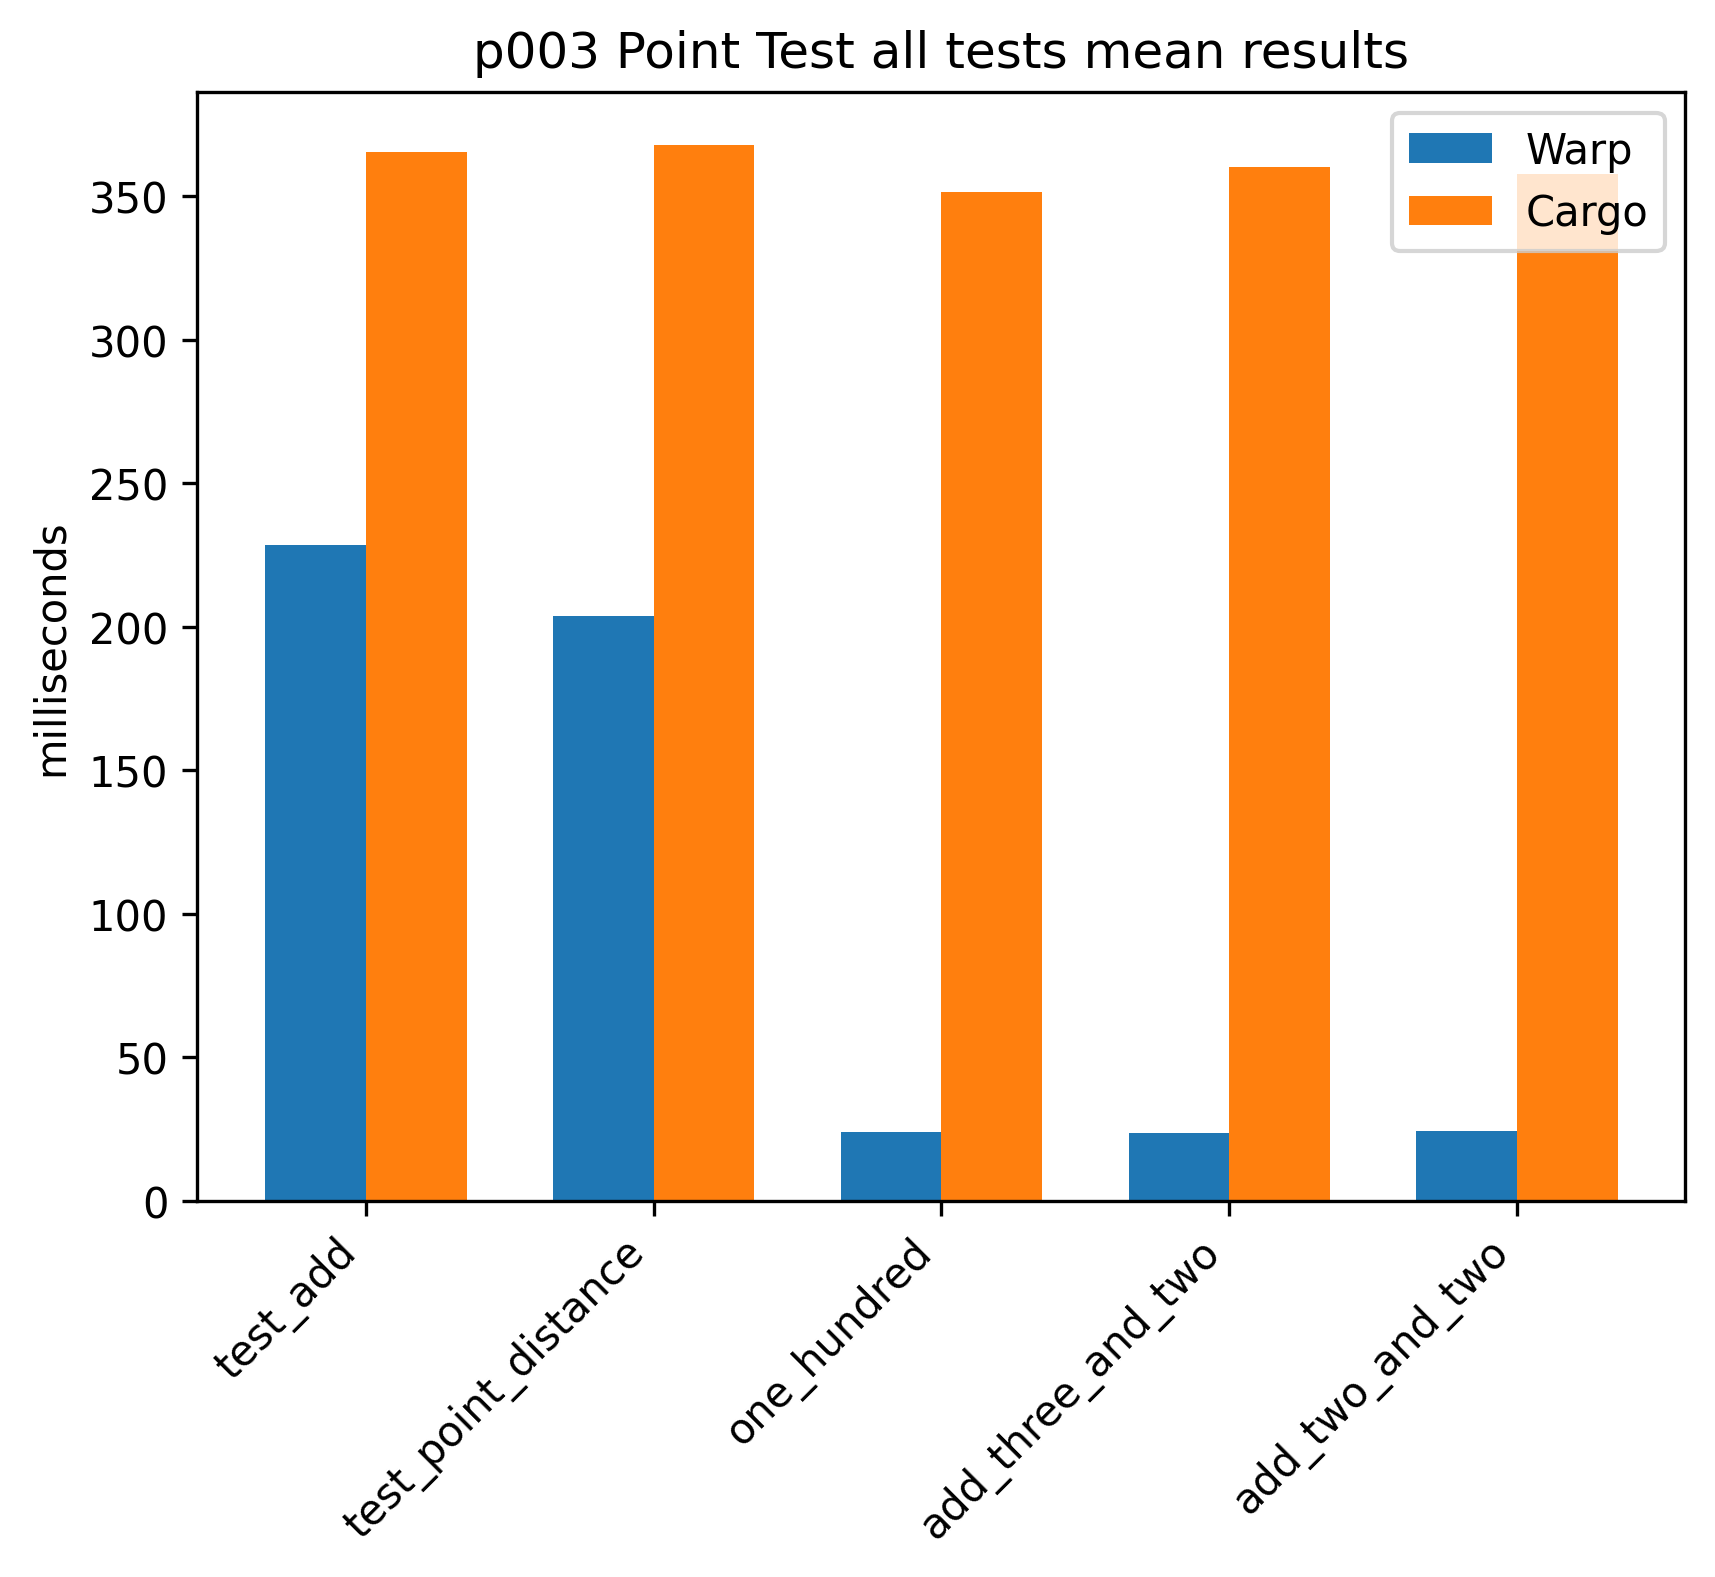 p003 Point Test all tests mean results
Warp
Cargo
milliseconds
350
300
250
200
150
100
50
0
test_add
test_point_distance
one_hundred
add_three_and_two
add_two_and_two